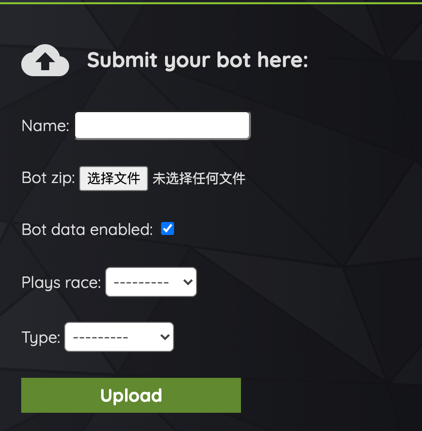 Submit your bot here:
Name:
Bot zip: 选择文件 未选择任何文件
Bot data enabled:
Plays race: ---------
Type: ---------
Upload